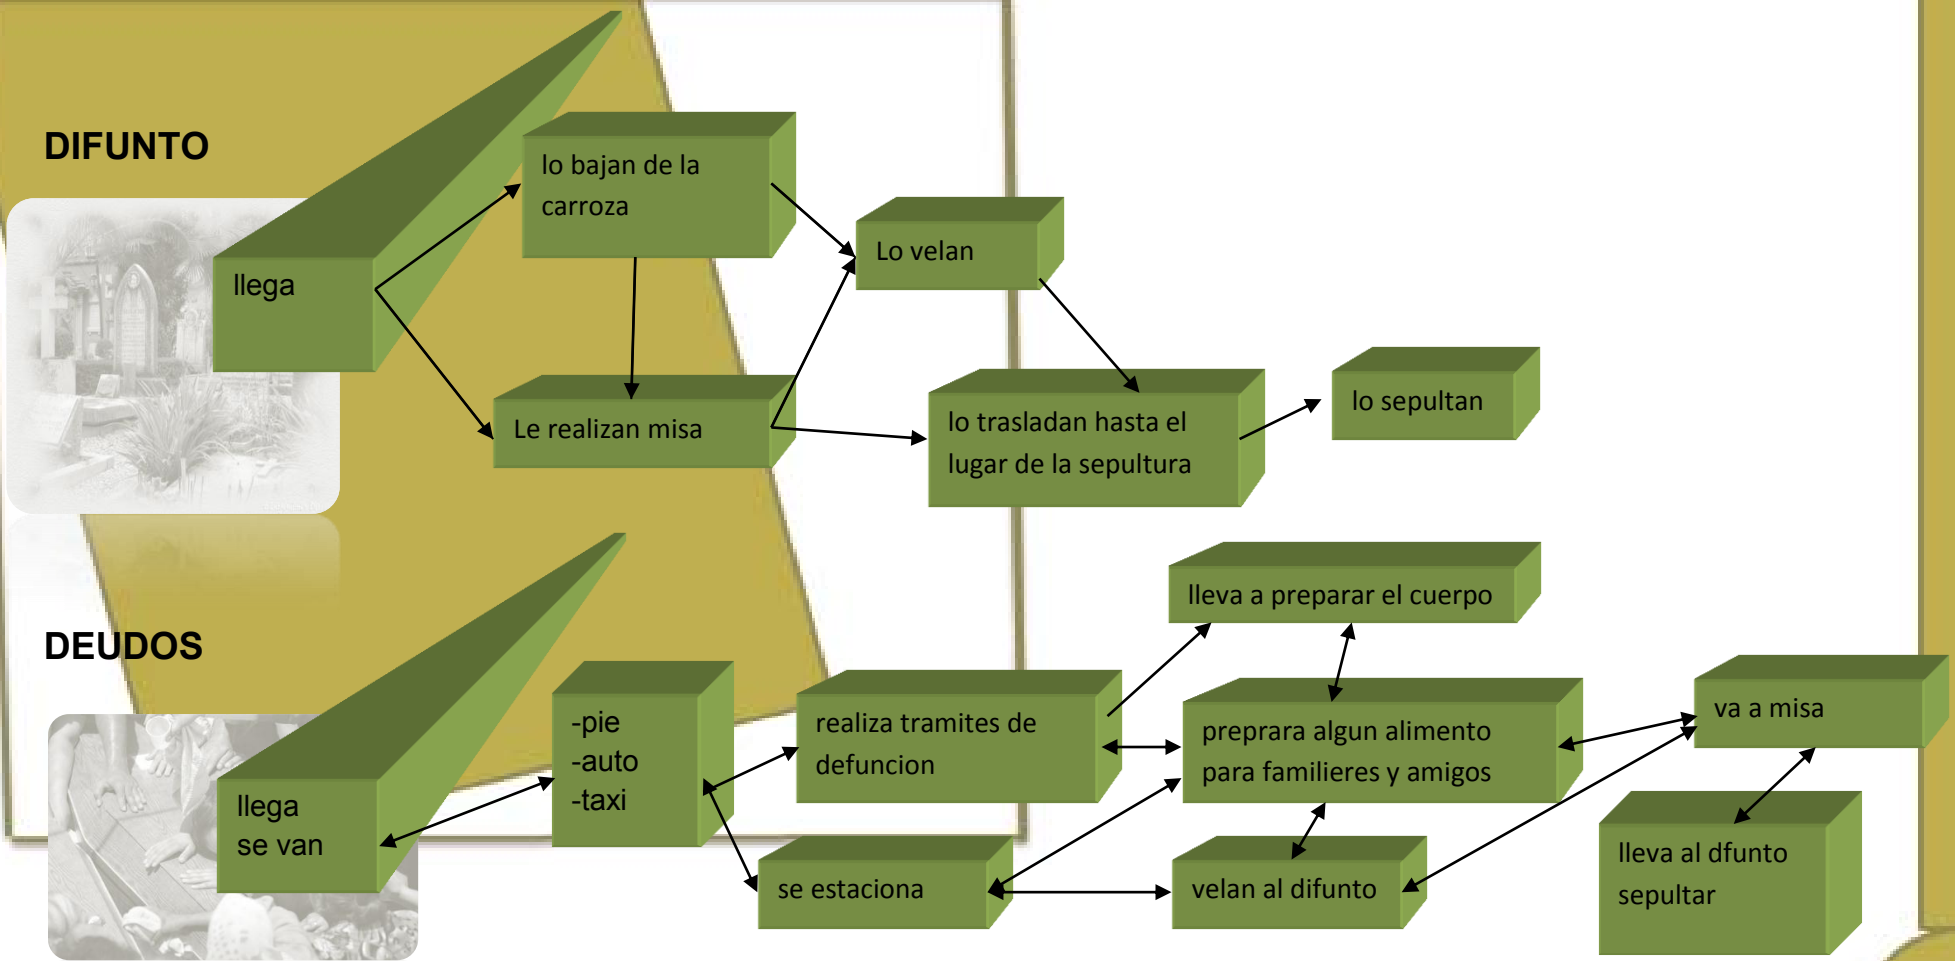 DIFUNTO
llega
lo bajan de la
carroza
Le realizan misa
Lo velan
lo trasladan hasta el
lugar de la sepultura
lo sepultan
DEUDOS
llega
se van
-pie
-auto
-taxi
realiza tramites de
defuncion
se estaciona
lleva a preparar el cuerpo
preprara algun alimento
para familieres y amigos
velan al difunto
va a misa
lleva al dfunto
sepultar